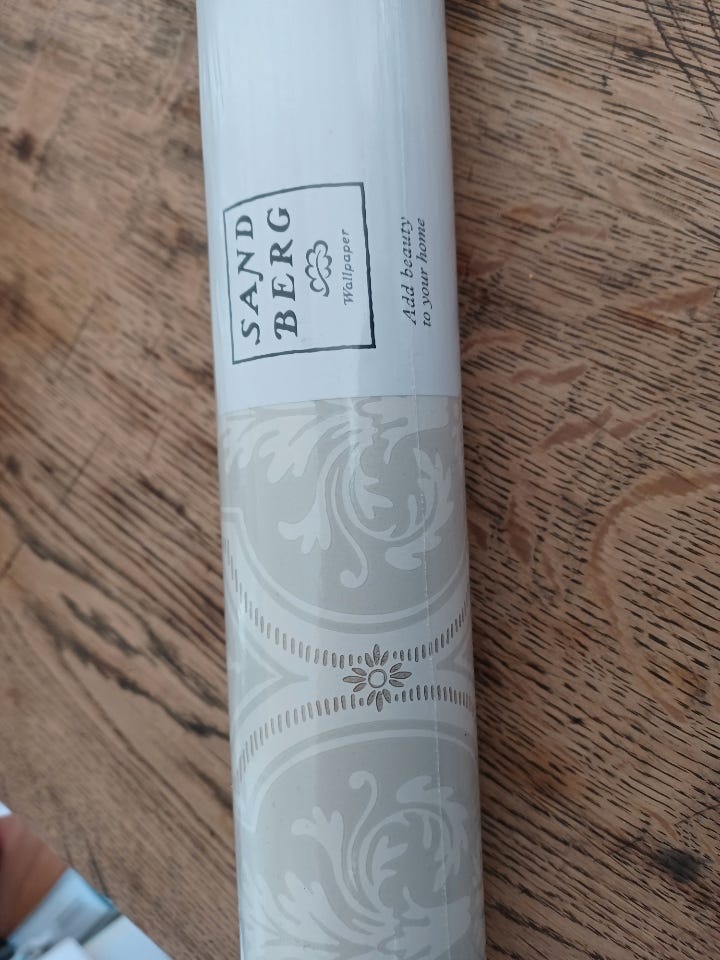 SAND
BERG
Wallpaper
Add beauty
to your home